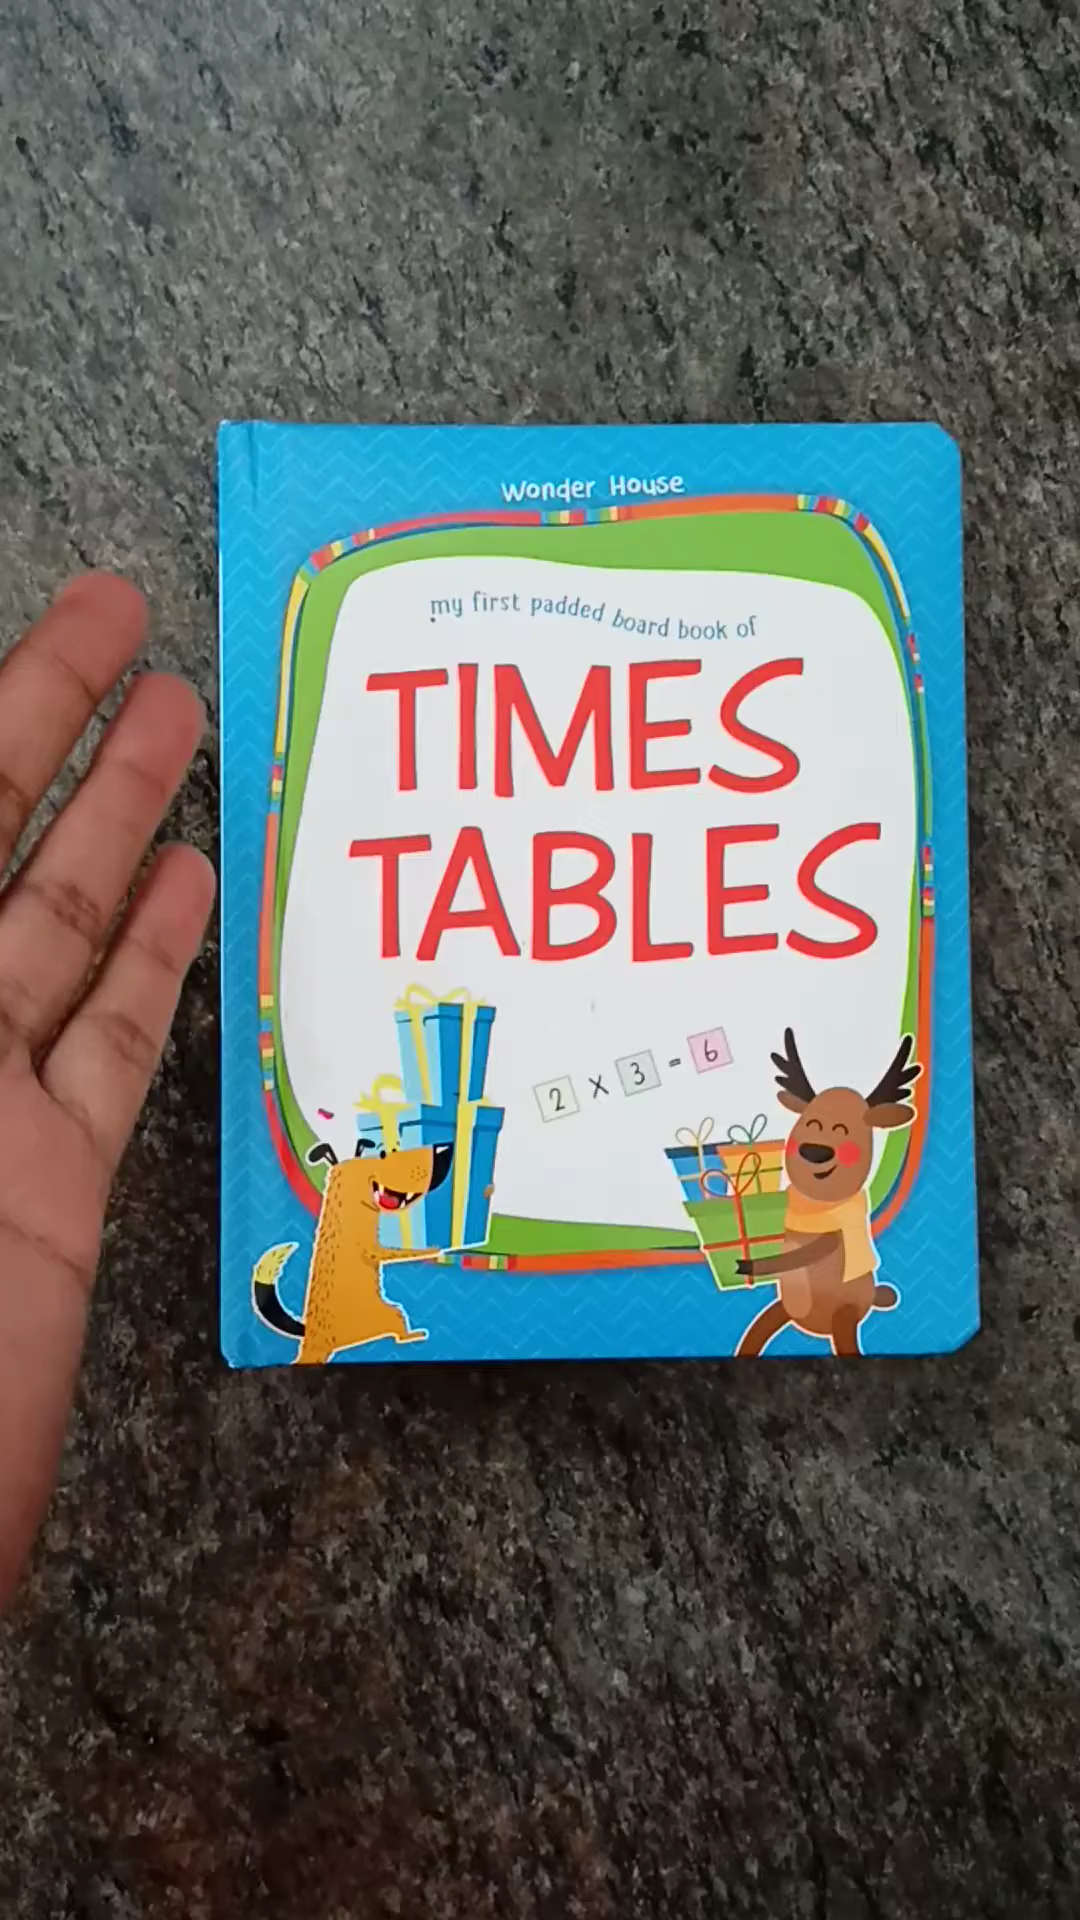 Wonder House
my first padded board book of
TIMES
TABLES
2 x 3 = 6